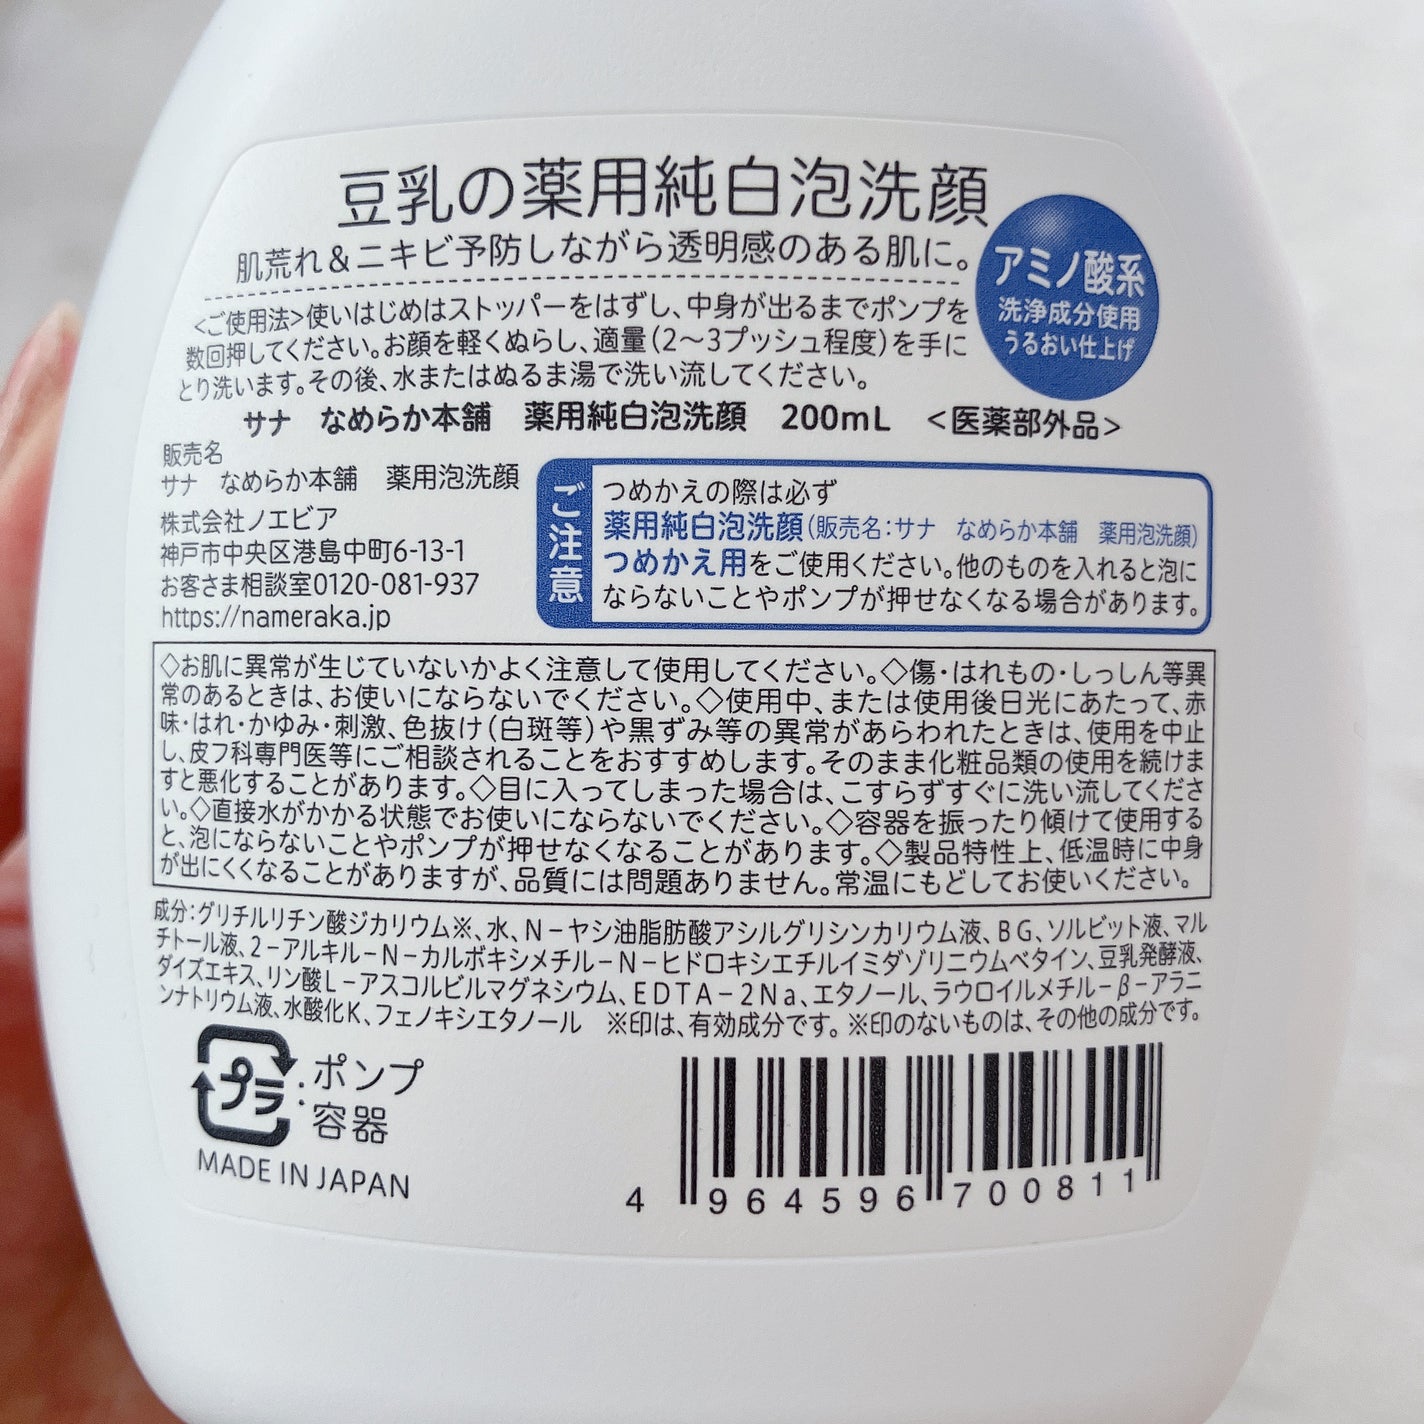 豆乳の薬用純白泡洗顔
肌荒れ＆ニキビ予防しながら透明感のある肌に。
アミノ酸系
洗浄成分使用
うるおい仕上げ
<ご使用法>使いはじめはストッパーをはずし、中身が出るまでポンプを
数回押してください。お顔を軽くぬらし、適量(2〜3プッシュ程度)を手に
とり洗います。その後、水またはぬるま湯で洗い流してください。
サナ　なめらか本舗　薬用純白泡洗顔　200mL　<医薬部外品>
販売名
サナ　なめらか本舗　薬用泡洗顔
株式会社ノエビア
神戸市中央区港島中町6-13-1
お客さま相談室0120-081-937
https://nameraka.jp
ご注意
つめかえの際は必ず
薬用純白泡洗顔(販売名:サナ　なめらか本舗　薬用泡洗顔)
つめかえ用をご使用ください。他のものを入れると泡に
ならないことやポンプが押せなくなる場合があります。
◇お肌に異常が生じていないかよく注意して使用してください。◇傷・はれもの・しっしん等異
常のあるときは、お使いにならないでください。◇使用中、または使用後日光にあたって、赤
味・はれ・かゆみ・刺激、色抜け(白斑等)や黒ずみ等の異常があらわれたときは、使用を中止
し、皮フ科専門医等にご相談されることをおすすめします。そのまま化粧品類の使用を続けま
すと悪化することがあります。◇目に入ってしまった場合は、こすらずすぐに洗い流してくださ
い。◇直接水がかかる状態でお使いにならないでください。◇容器を振ったり傾けて使用する
と、泡にならないことやポンプが押せなくなることがあります。◇製品特性上、低温時に中身
が出にくくなることがありますが、品質には問題ありません。常温にもどしてお使いください。
成分:グリチルリチン酸ジカリウム※、水、N−ヤシ油脂肪酸アシルグリシンカリウム液、BG、ソルビット液、マル
チトール液、2−アルキル−N−カルボキシメチル−N−ヒドロキシエチルイミダゾリニウムベタイン、豆乳発酵液、
ダイズエキス、リン酸L−アスコルビルマグネシウム、EDTA−2Na、エタノール、ラウロイルメチル−β−アラニ
ンナトリウム液、水酸化K、フェノキシエタノール　※印は、有効成分です。※印のないものは、その他の成分です。
プラ
:ポンプ
:容器
MADE IN JAPAN
4 964596 700811